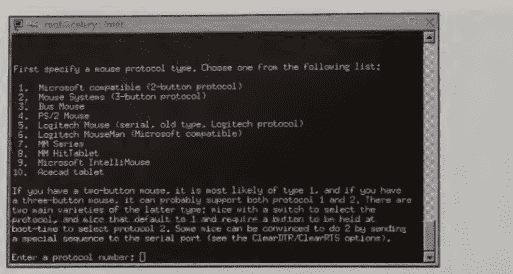 First specify a mouse protocol type. Choose one from the following list:
1. Microsoft compatible (2-button protocol)
2. Mouse Systems (3-button protocol)
3. Bus Mouse
4. PS/2 Mouse
5. Logitech Mouse (serial, old type, Logitech protocol)
6. Logitech MouseMan (Microsoft compatible)
7. MM Series
8. MM HitTablet
9. Microsoft IntelliMouse
10. Acecad tablet
If you have a two-button mouse, it is most likely of type 1, and if you have
a three-button mouse, it can probably support both protocol 1 and 2. There are
two main varieties of the latter type: mice with a switch to select the
protocol, and mice that default to 1 and require a button to be held at
boot-time to select protocol 2. Some mice can be convinced to do 2 by sending
a special sequence to the serial port (see the ClearDTR/ClearRTS options).
Enter a protocol number: